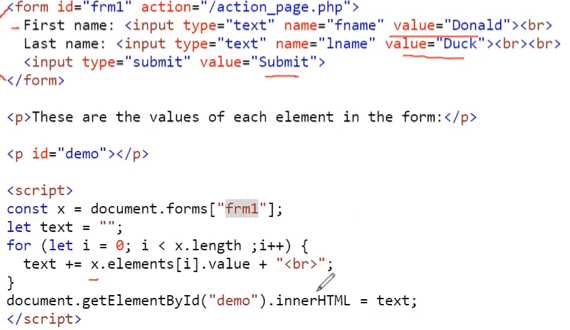 <form id="frm1" action="/action_page.php">
First name: <input type="text" name="fname" value="Donald"><br>
Last name: <input type="text" name="lname" value="Duck"><br><br>
<input type="submit" value="Submit">
</form>
<p>These are the values of each element in the form:</p>
<p id="demo"></p>
<script>
const x = document.forms["frm1"];
let text = "";
for (let i = 0; i < x.length ;i++) {
text += x.elements[i].value + "<br>";
}
document.getElementById("demo").innerHTML = text;
</script>